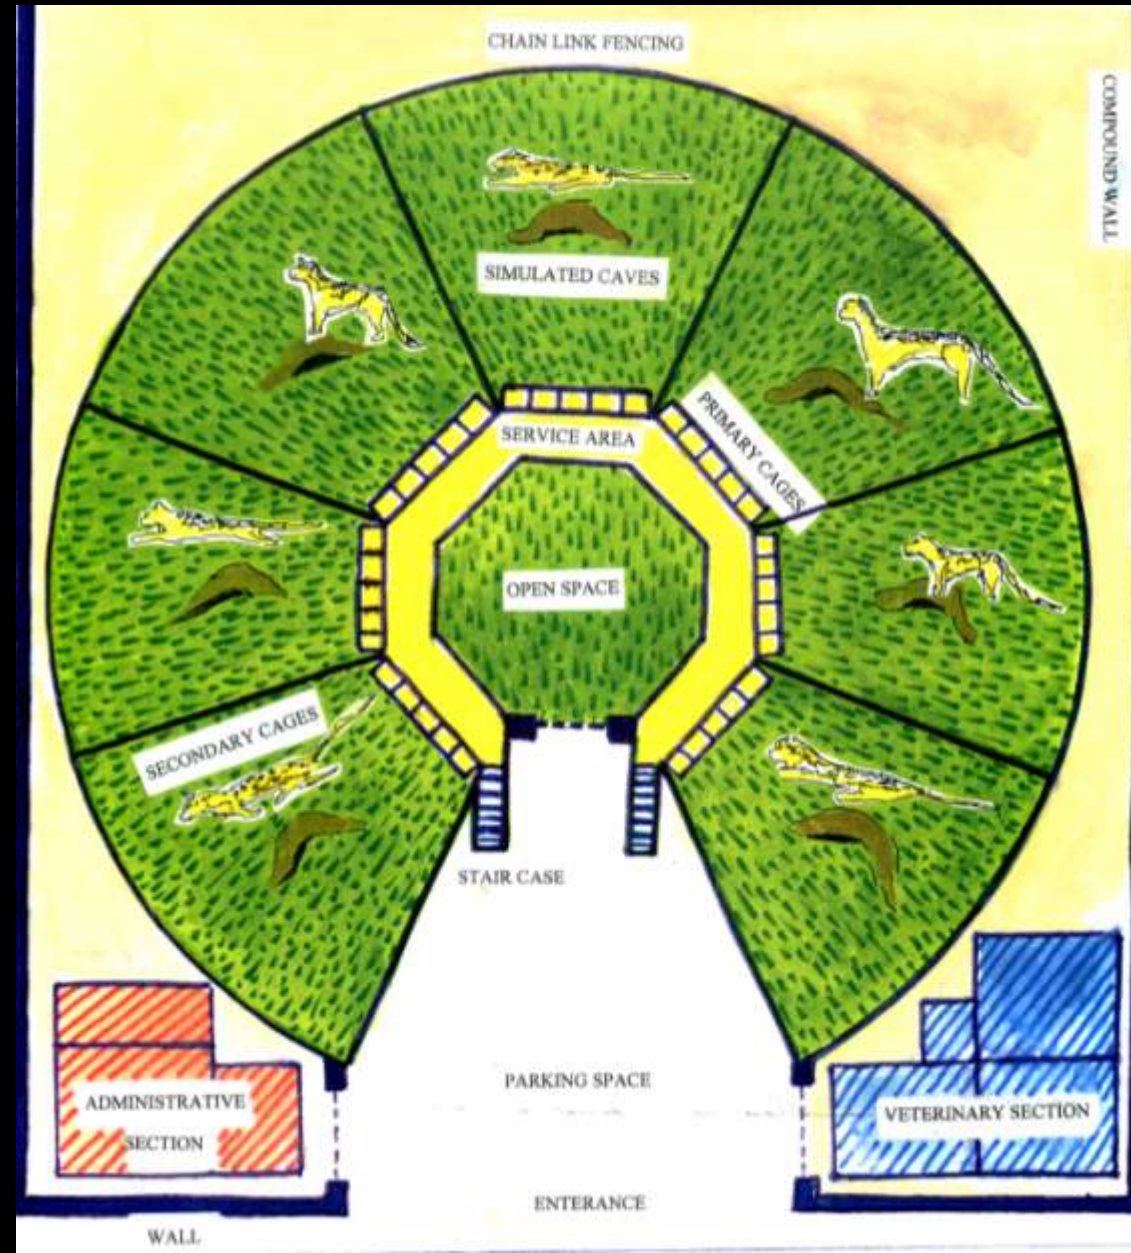 CHAIN LINK FENCING
COMPOUND WALL
SIMULATED CAVES
PRIMARY CAGES
SERVICE AREA
OPEN SPACE
SECONDARY CAGES
STAIR CASE
PARKING SPACE
ADMINISTRATIVE
SECTION
VETERINARY SECTION
ENTERANCE
WALL